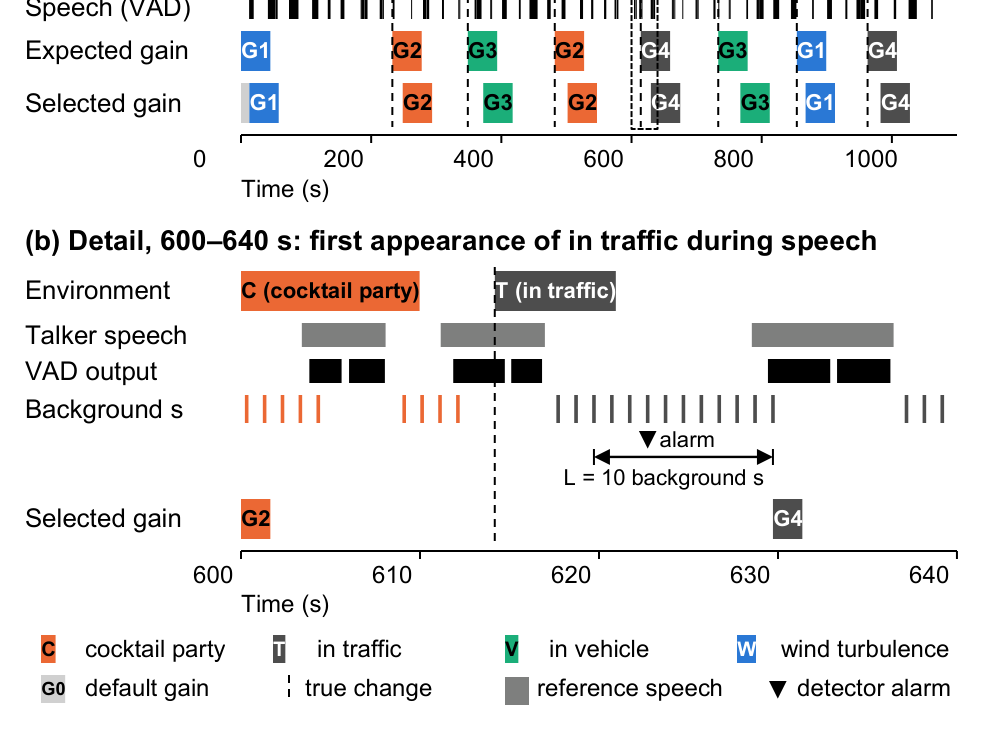 Speech (VAD)
Expected gain G1 G2 G3 G2 G4 G3 G1 G4
Selected gain G1 G2 G3 G2 G4 G3 G1 G4
0 200 400 600 800 1000
Time (s)
(b) Detail, 600–640 s: first appearance of in traffic during speech
Environment C (cocktail party) T (in traffic)
Talker speech
VAD output
Background s
alarm
L = 10 background s
Selected gain G2 G4
600 610 620 630 640
Time (s)
C cocktail party T in traffic V in vehicle W wind turbulence
G0 default gain true change reference speech detector alarm